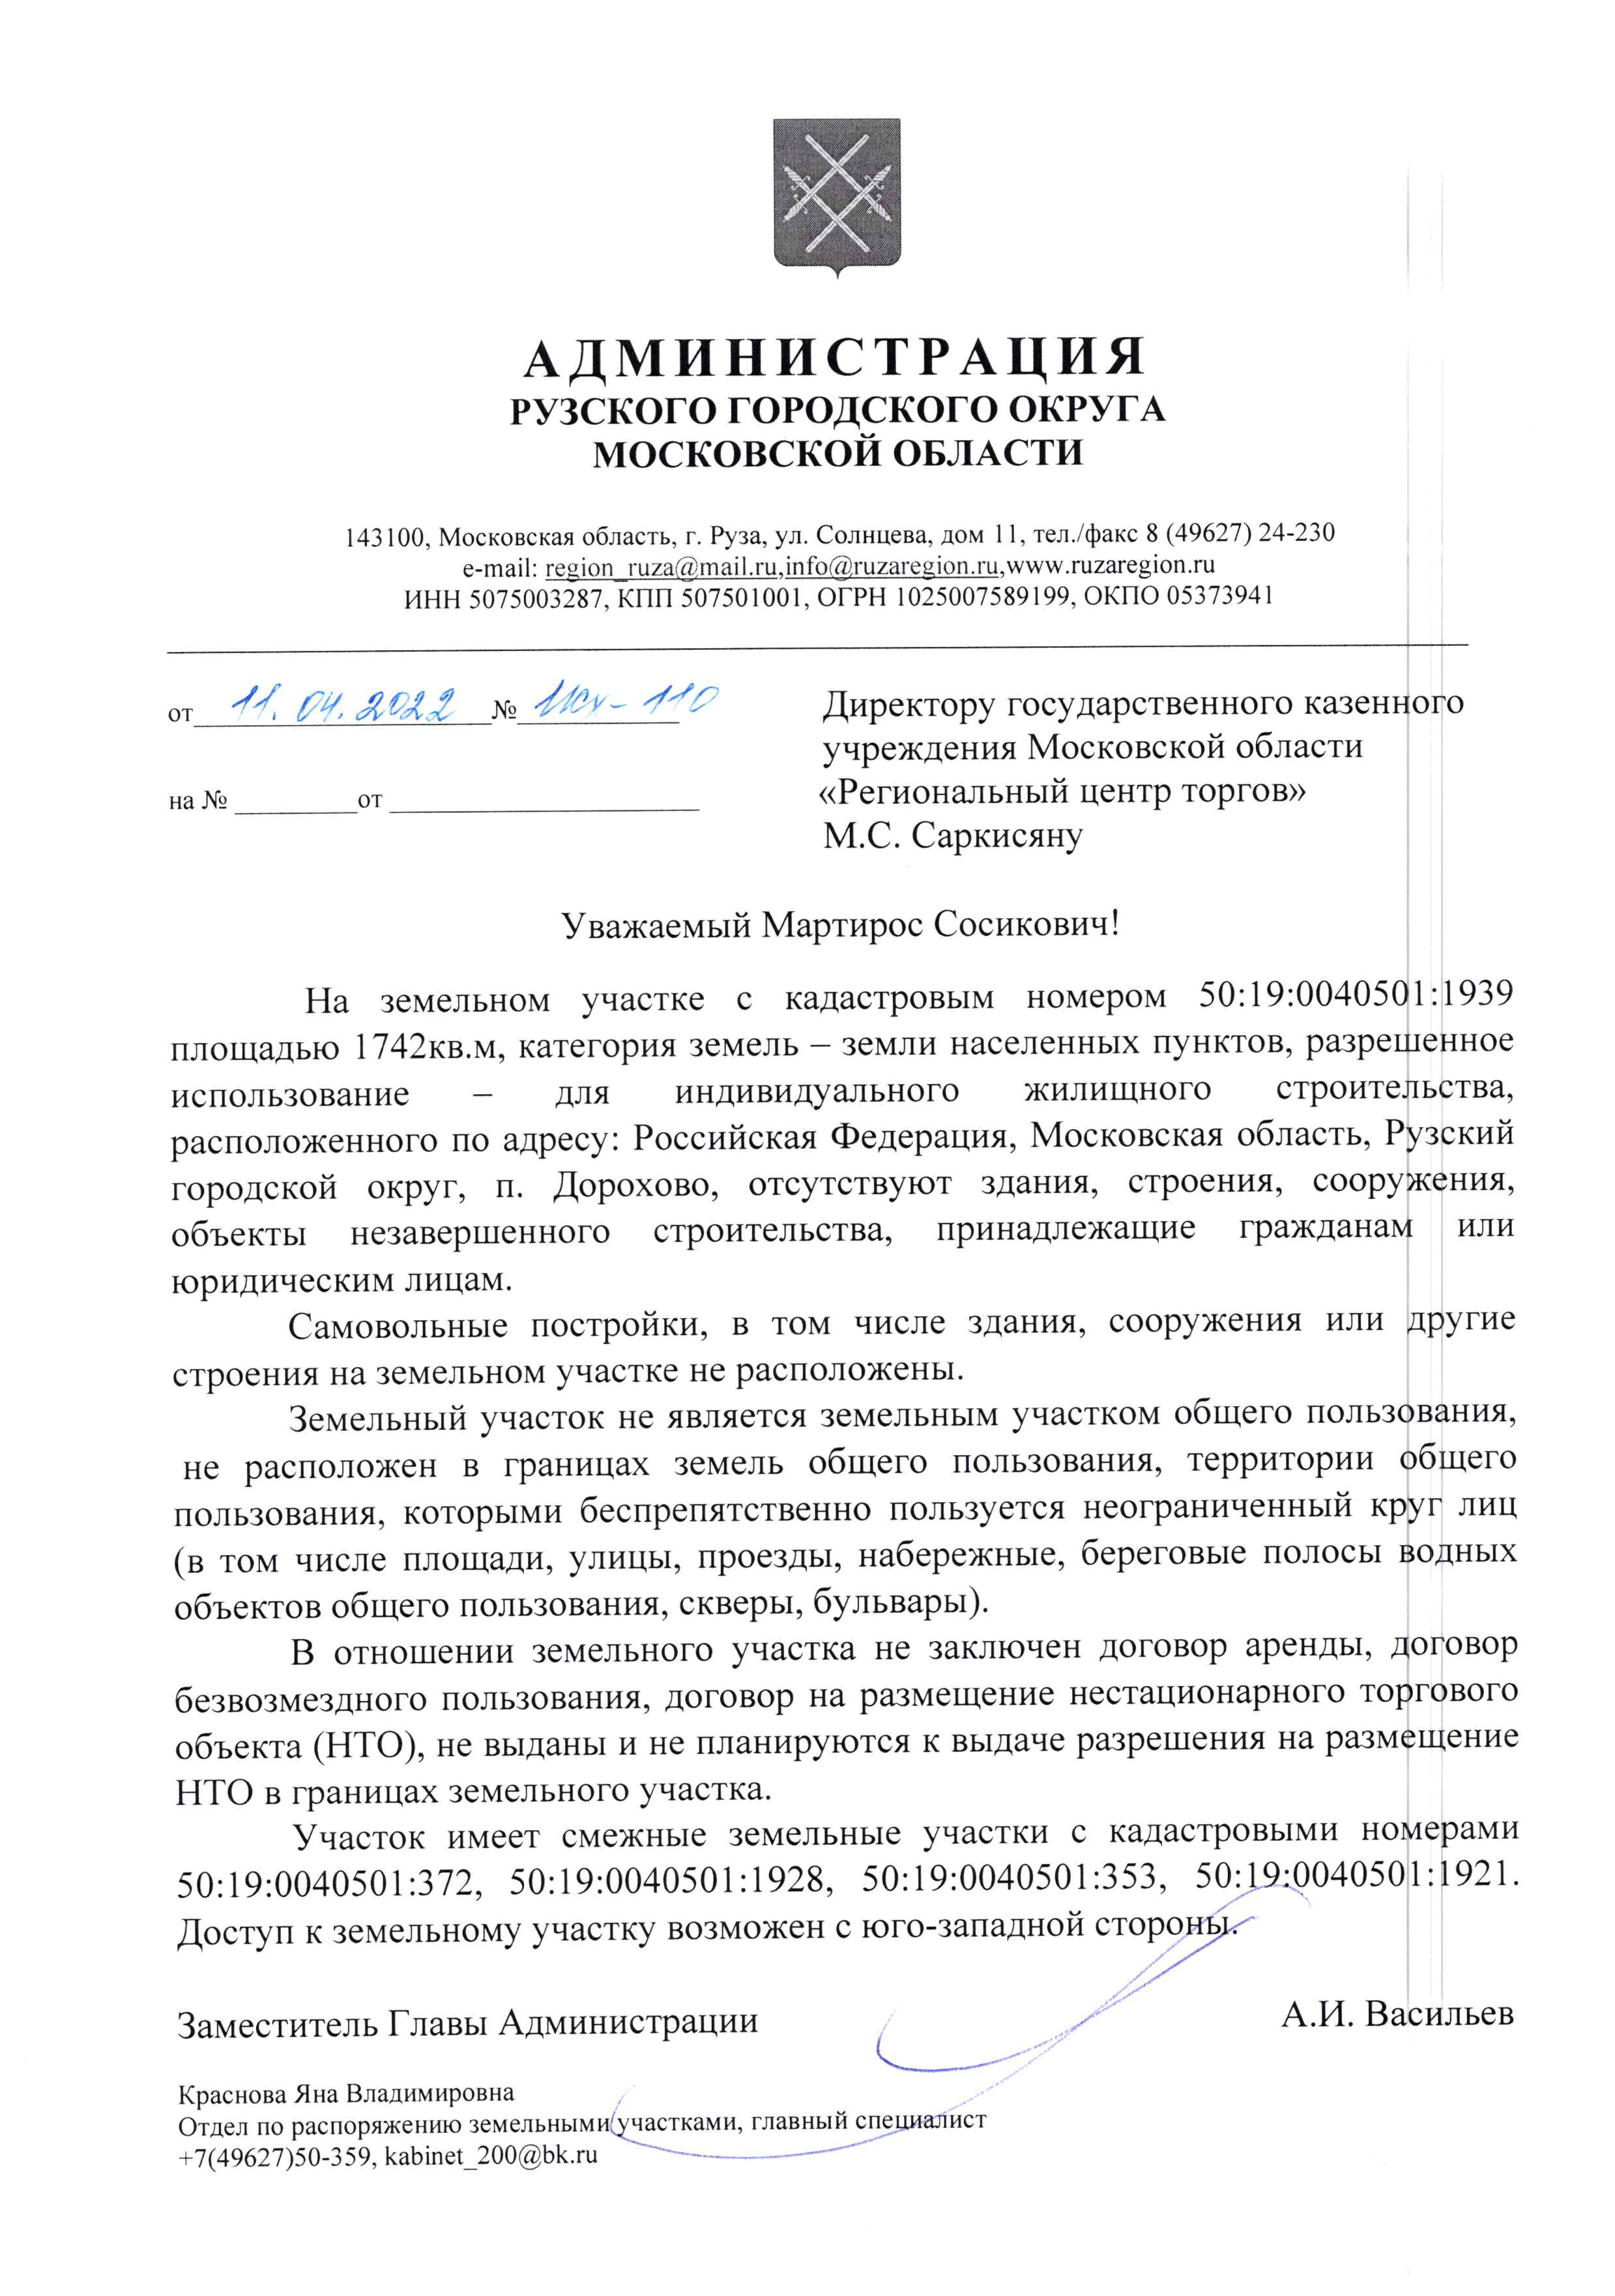 АДМИНИСТРАЦИЯ
РУЗСКОГО ГОРОДСКОГО ОКРУГА
МОСКОВСКОЙ ОБЛАСТИ
143100, Московская область, г. Руза, ул. Солнцева, дом 11, тел./факс 8 (49627) 24-230
e-mail: region_ruza@mail.ru,info@ruzaregion.ru,www.ruzaregion.ru
ИНН 5075003287, КПП 507501001, ОГРН 1025007589199, ОКПО 05373941
от 11.04.2022 № Исх-110
на № _________от ______________________
Директору государственного казенного
учреждения Московской области
«Региональный центр торгов»
М.С. Саркисяну
Уважаемый Мартирос Сосикович!
На земельном участке с кадастровым номером 50:19:0040501:1939
площадью 1742кв.м, категория земель – земли населенных пунктов, разрешенное
использование – для индивидуального жилищного строительства,
расположенного по адресу: Российская Федерация, Московская область, Рузский
городской округ, п. Дорохово, отсутствуют здания, строения, сооружения,
объекты незавершенного строительства, принадлежащие гражданам или
юридическим лицам.
Самовольные постройки, в том числе здания, сооружения или другие
строения на земельном участке не расположены.
Земельный участок не является земельным участком общего пользования,
не расположен в границах земель общего пользования, территории общего
пользования, которыми беспрепятственно пользуется неограниченный круг лиц
(в том числе площади, улицы, проезды, набережные, береговые полосы водных
объектов общего пользования, скверы, бульвары).
В отношении земельного участка не заключен договор аренды, договор
безвозмездного пользования, договор на размещение нестационарного торгового
объекта (НТО), не выданы и не планируются к выдаче разрешения на размещение
НТО в границах земельного участка.
Участок имеет смежные земельные участки с кадастровыми номерами
50:19:0040501:372, 50:19:0040501:1928, 50:19:0040501:353, 50:19:0040501:1921.
Доступ к земельному участку возможен с юго-западной стороны.
Заместитель Главы Администрации А.И. Васильев
Краснова Яна Владимировна
Отдел по распоряжению земельными участками, главный специалист
+7(49627)50-359, kabinet_200@bk.ru